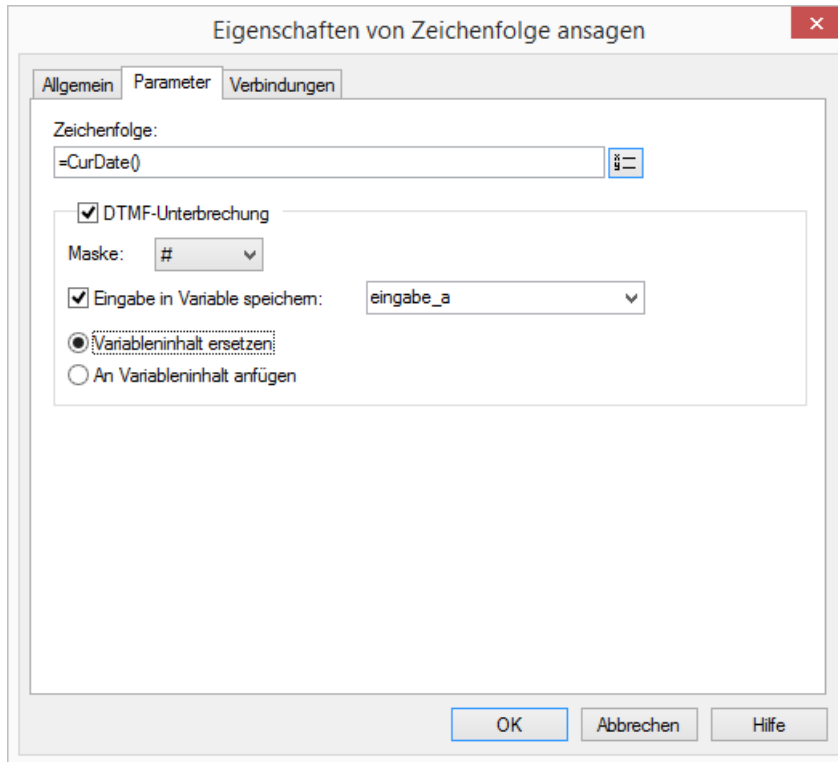 Eigenschaften von Zeichenfolge ansagen
Allgemein Parameter Verbindungen
Zeichenfolge:
=CurDate()
DTMF-Unterbrechung
Maske: #
Eingabe in Variable speichern: eingabe_a
Variableninhalt ersetzen
An Variableninhalt anfügen
OK Abbrechen Hilfe